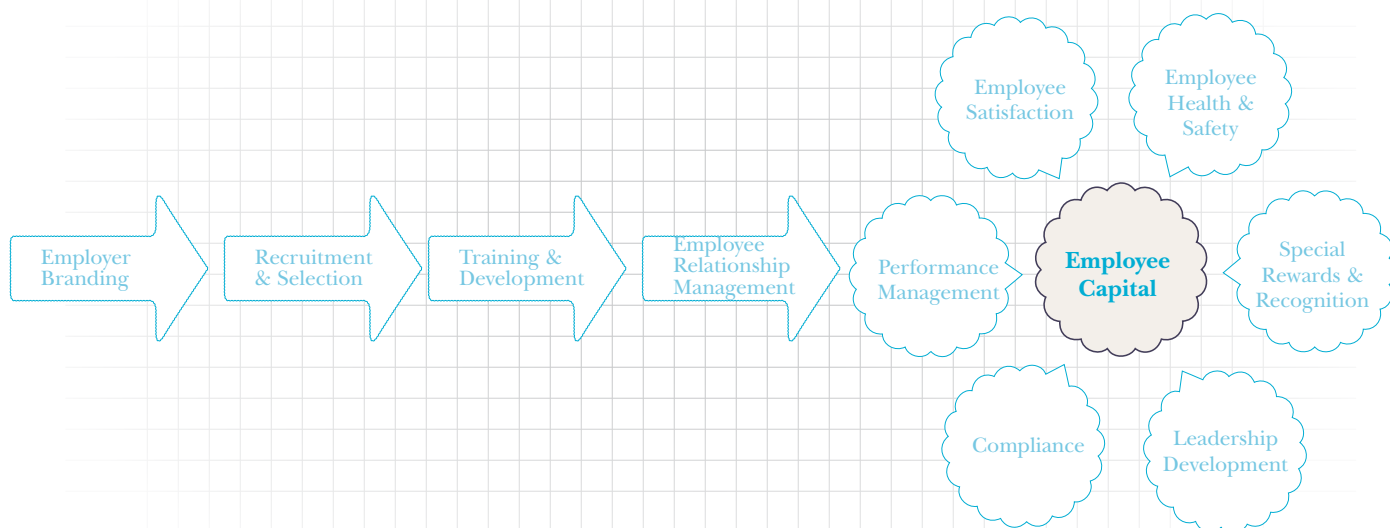 Employer
Branding
Recruitment
& Selection
Training &
Development
Employee
Relationship
Management
Performance
Management
Employee
Satisfaction
Employee
Health &
Safety
Employee
Capital
Special
Rewards &
Recognition
Compliance
Leadership
Development